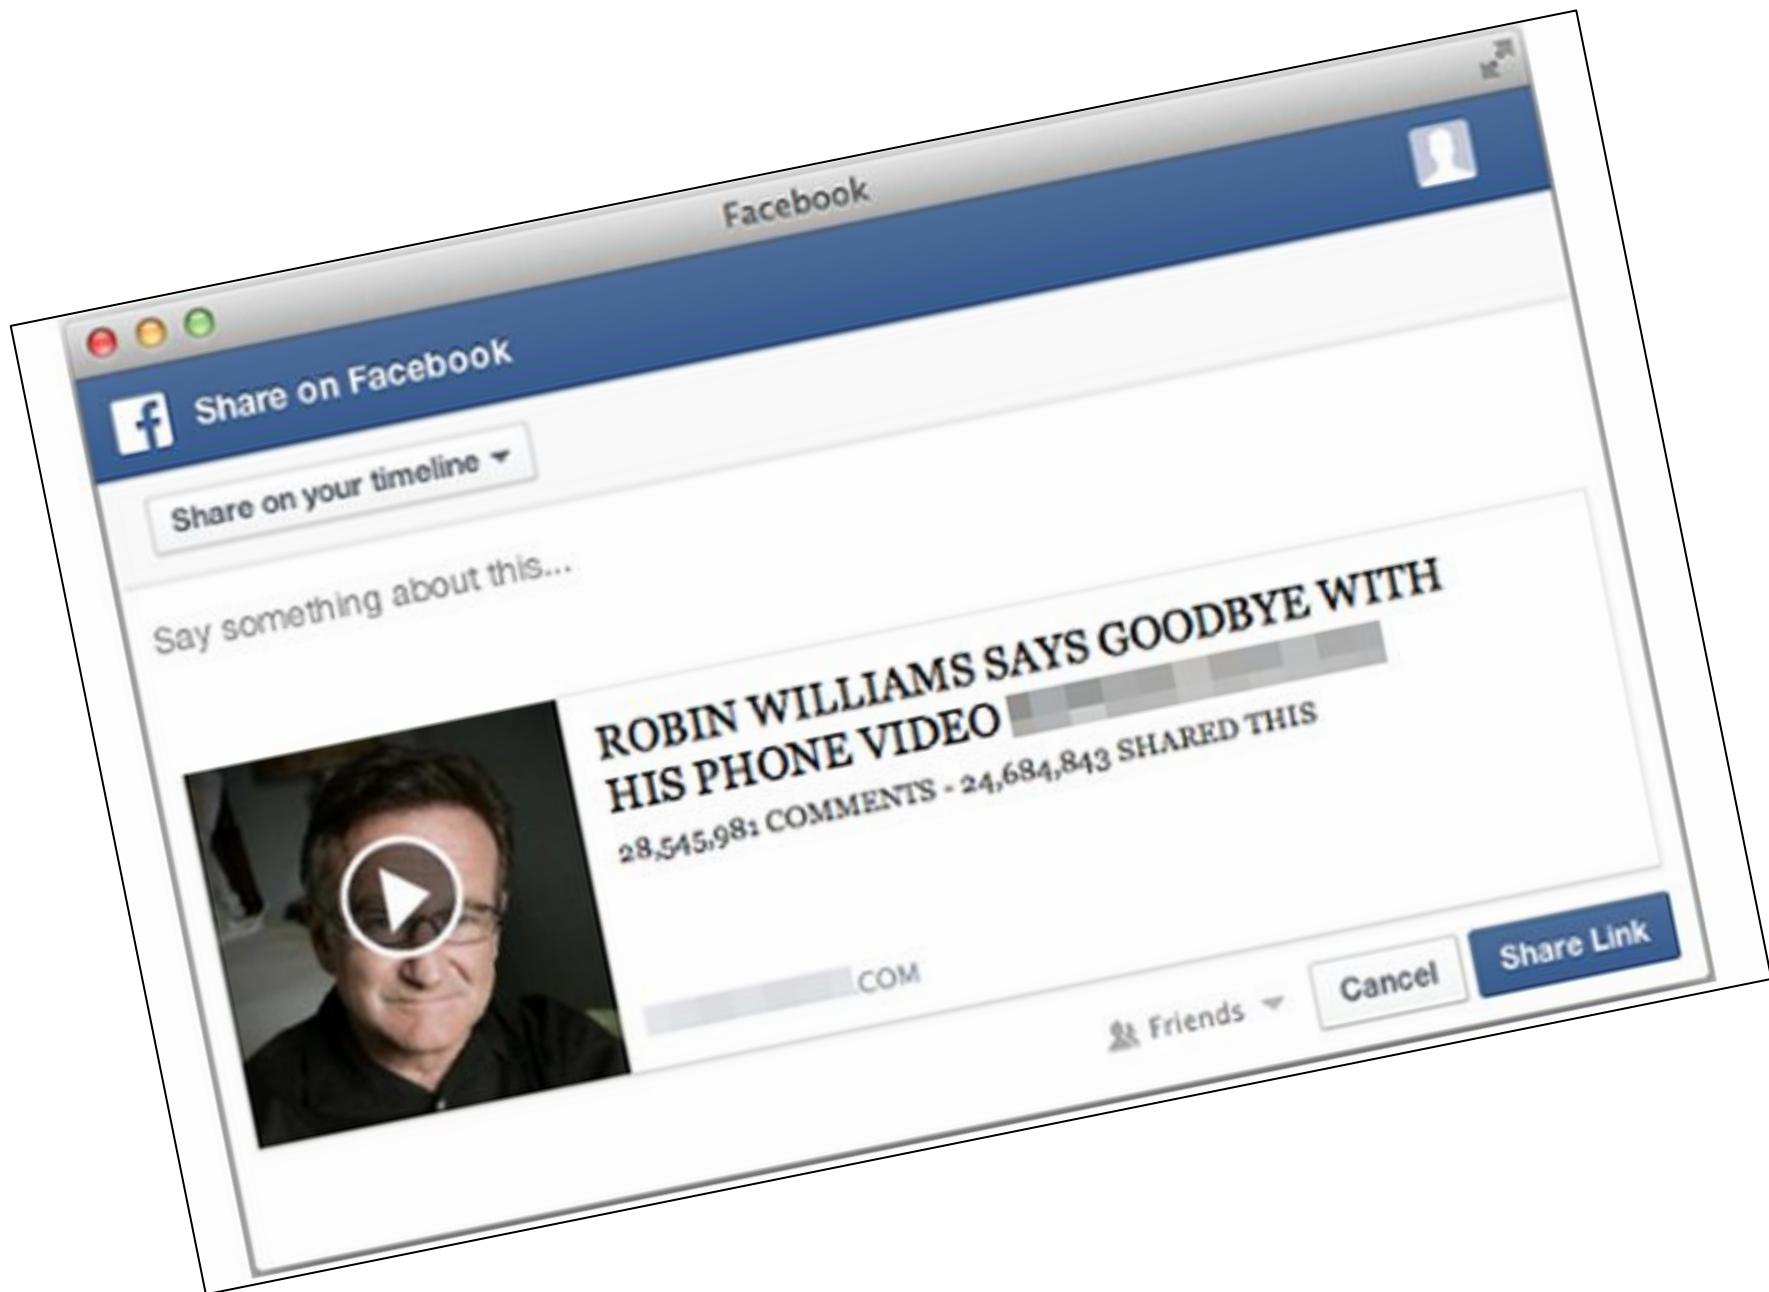 Facebook
Share on Facebook
Share on your timeline
Say something about this...
ROBIN WILLIAMS SAYS GOODBYE WITH
HIS PHONE VIDEO
28,545,981 COMMENTS - 24,684,843 SHARED THIS
.COM
Friends
Cancel
Share Link